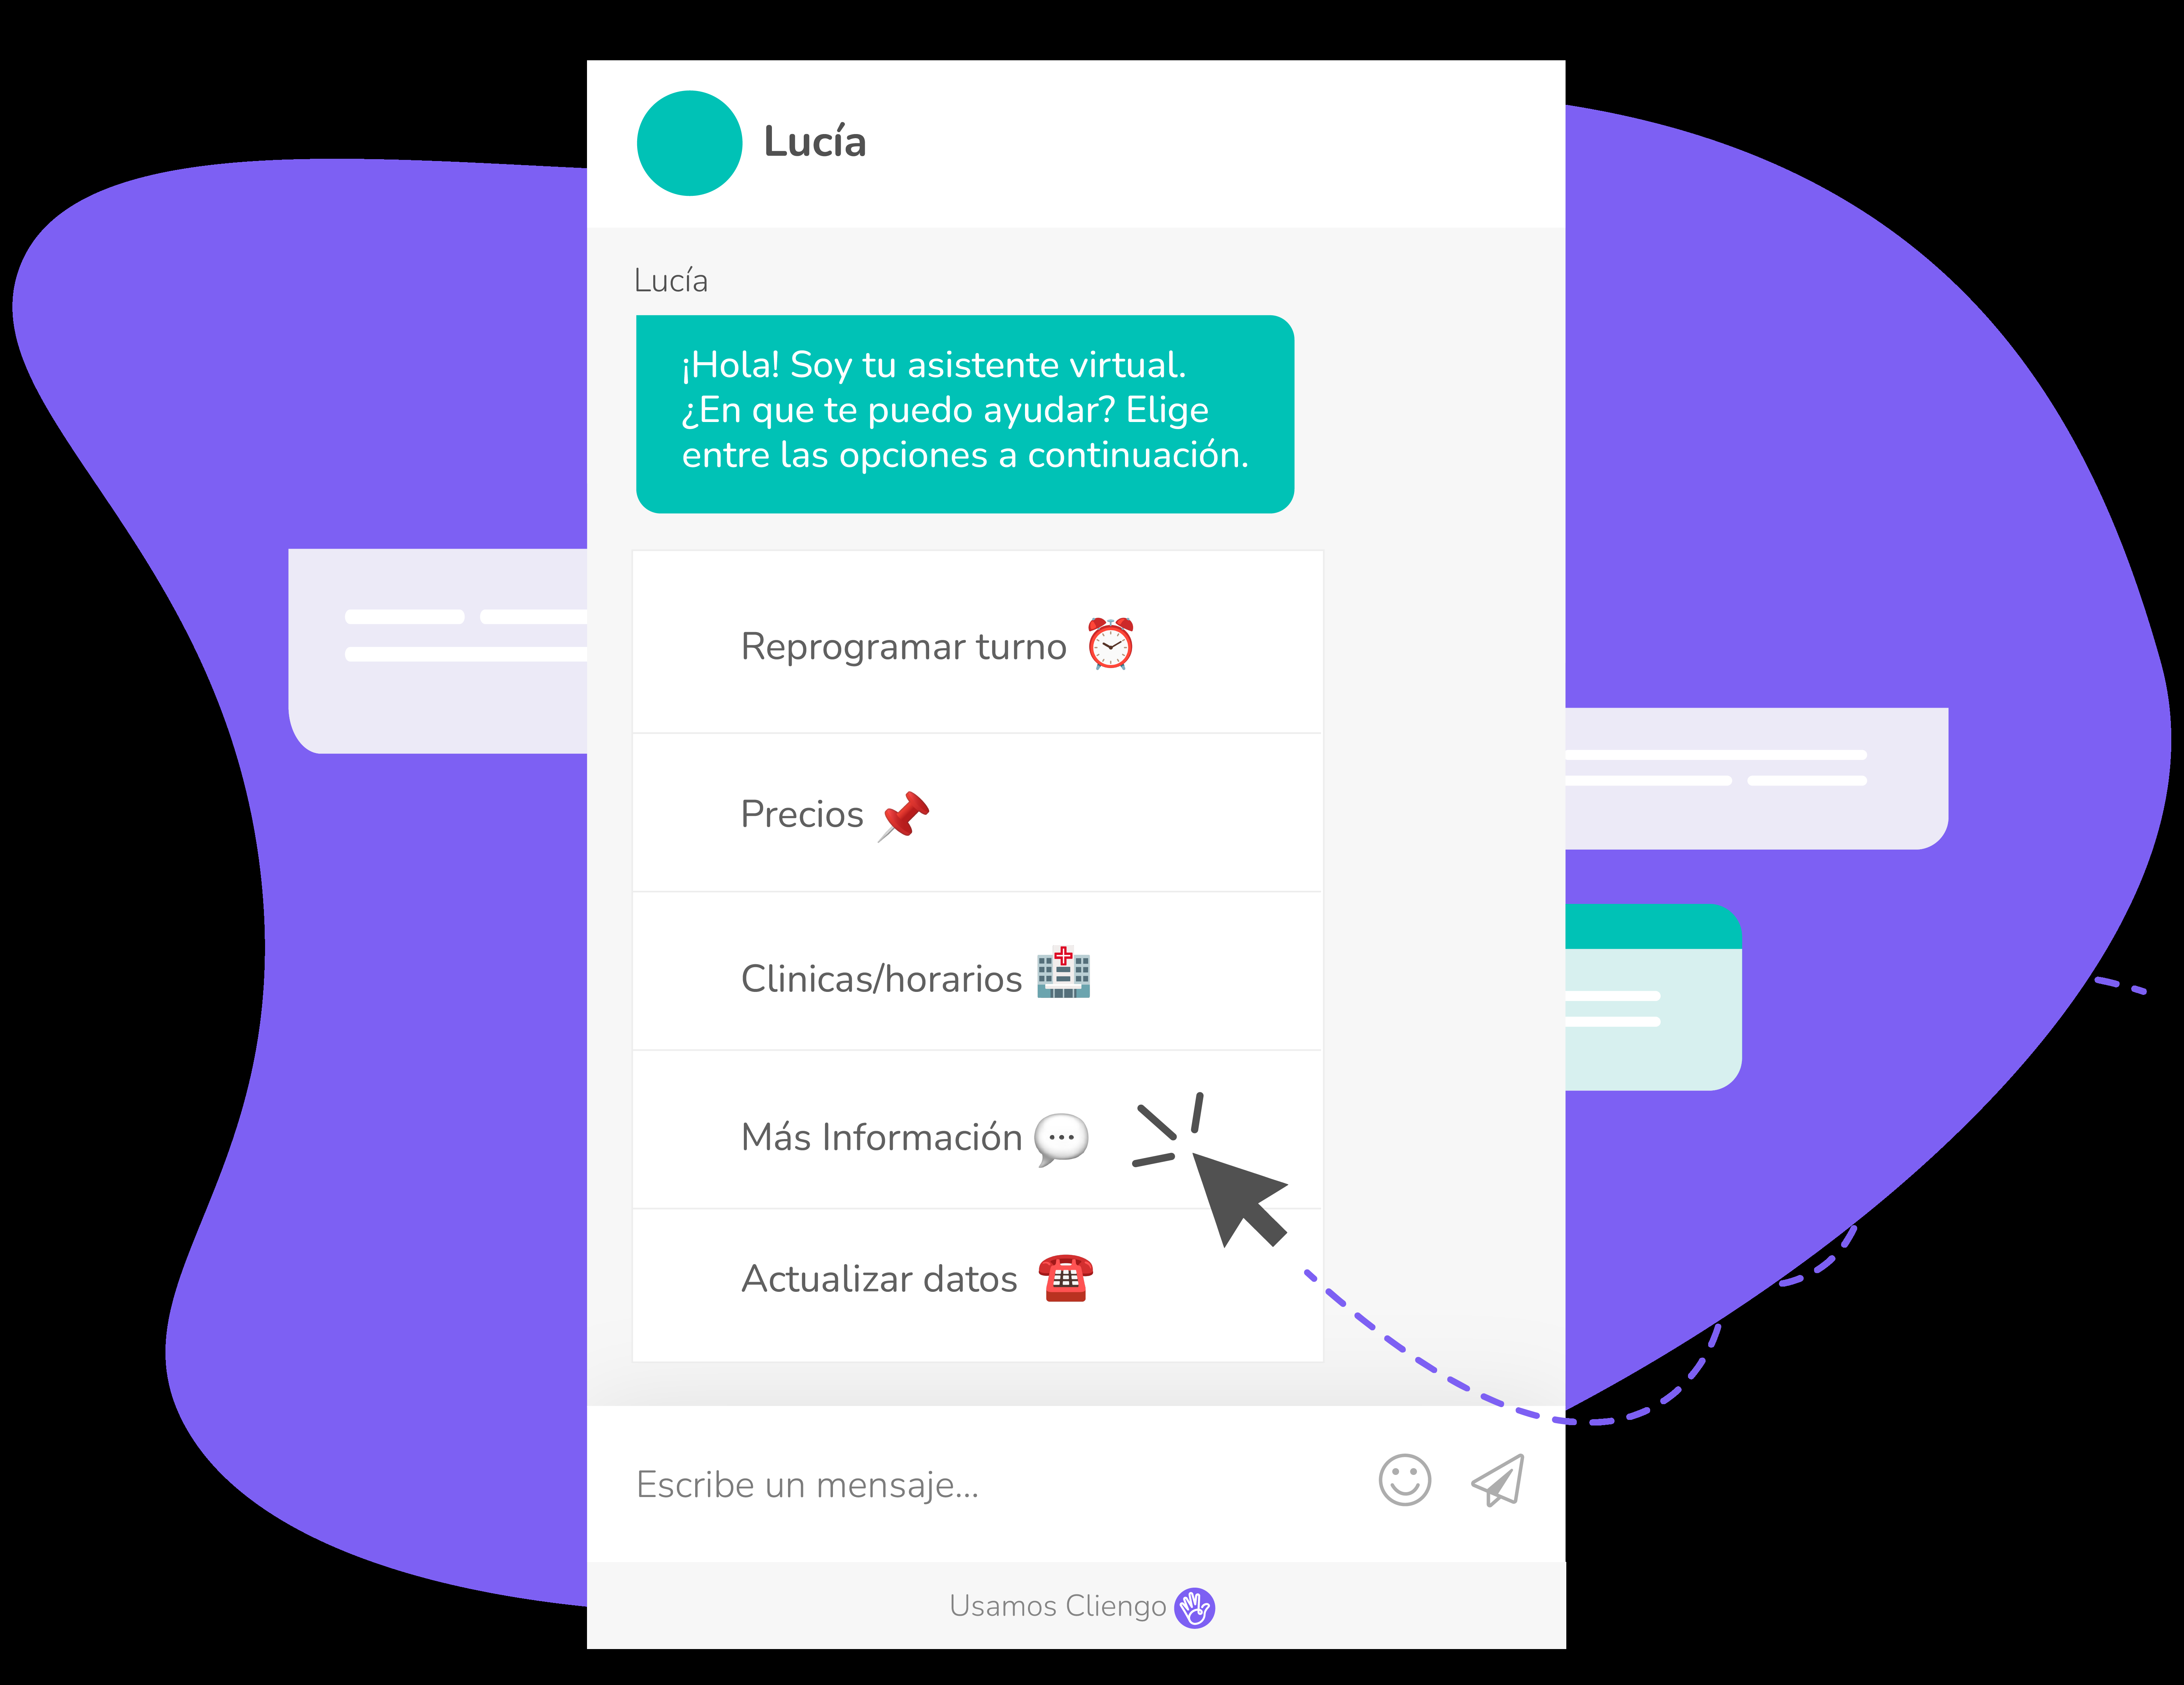 Lucía
Lucía
¡Hola! Soy tu asistente virtual.
¿En que te puedo ayudar? Elige
entre las opciones a continuación.
Reprogramar turno ⏰
Precios 📌
Clinicas/horarios 🏥
Más Información 💬
Actualizar datos ☎️
Escribe un mensaje...
Usamos Cliengo